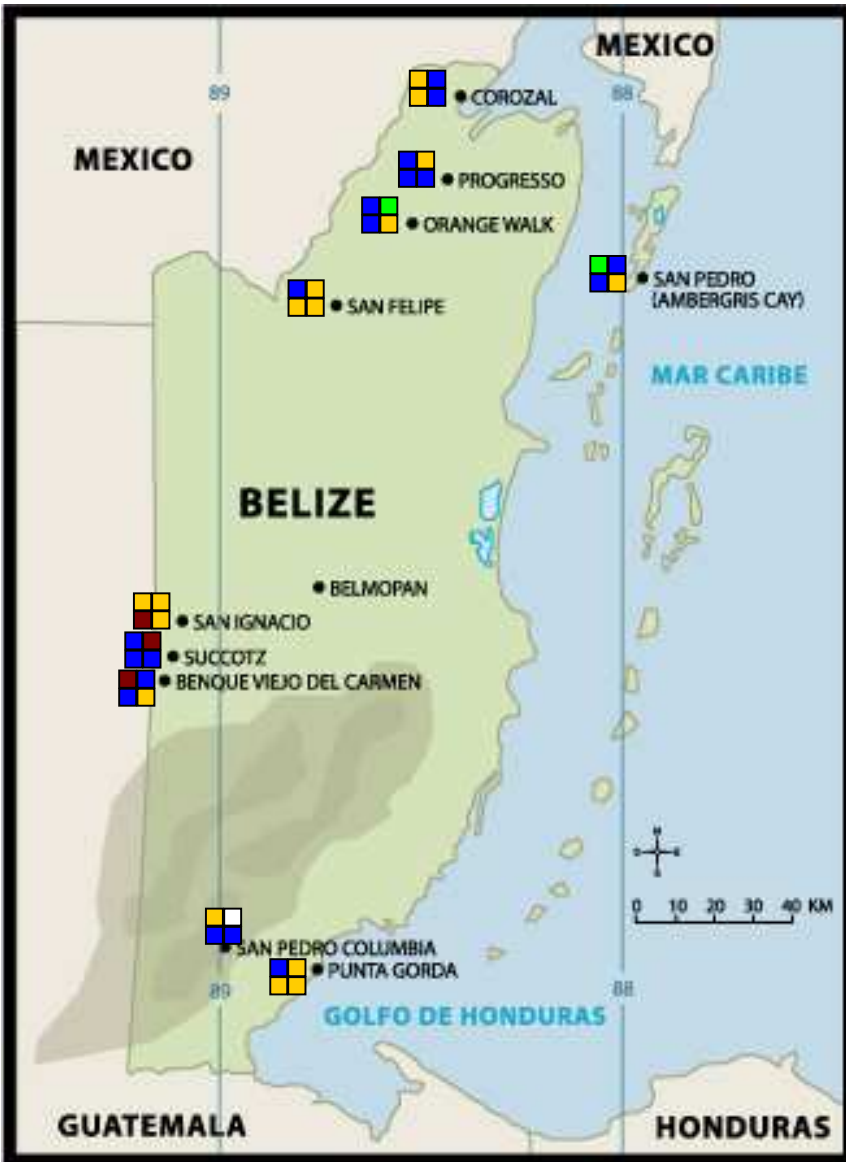 MEXICO
89
88
COROZAL
MEXICO
PROGRESSO
ORANGE WALK
SAN PEDRO
(AMBERGRIS CAY)
SAN FELIPE
MAR CARIBE
BELIZE
BELMOPAN
SAN IGNACIO
SUCCOTZ
BENQUE VIEJO DEL CARMEN
0 10 20 30 40 KM
SAN PEDRO COLUMBIA
PUNTA GORDA
89
88
GOLFO DE HONDURAS
GUATEMALA
HONDURAS